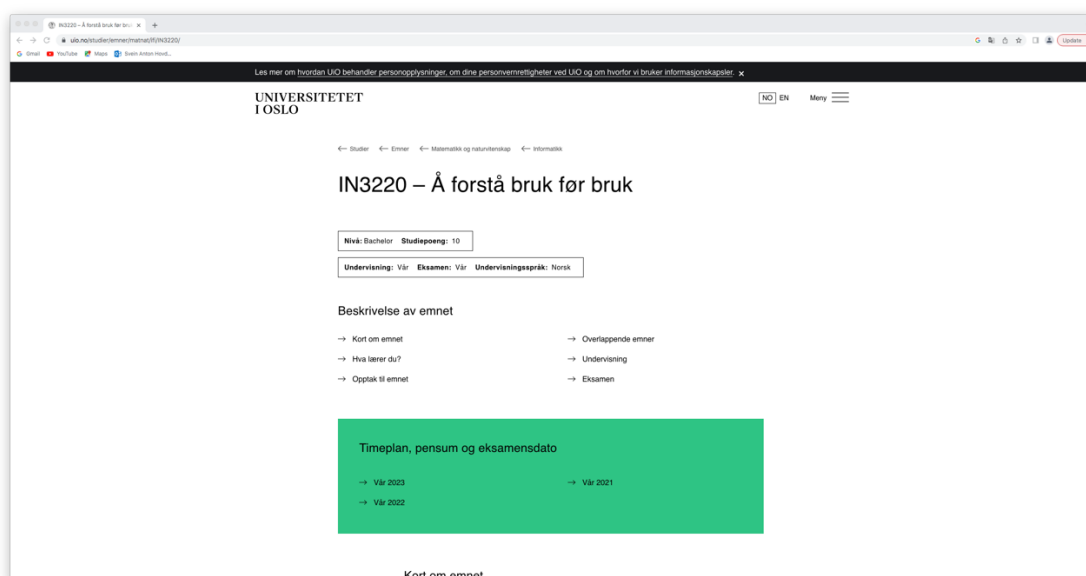 IN3220 – Å forstå bruk før bru
uio.no/studier/emner/matnat/ifi/IN3220/
Update
Gmail YouTube Maps Svein Anton Hovd...
Les mer om hvordan UiO behandler personopplysninger, om dine personvernrettigheter ved UiO og om hvorfor vi bruker informasjonskapsler.
UNIVERSITETET
I OSLO
NO EN Meny
← Studier ← Emner ← Matematikk og naturvitenskap ← Informatikk
IN3220 – Å forstå bruk før bruk
Nivå: Bachelor Studiepoeng: 10
Undervisning: Vår Eksamen: Vår Undervisningsspråk: Norsk
Beskrivelse av emnet
→ Kort om emnet → Overlappende emner
→ Hva lærer du? → Undervisning
→ Opptak til emnet → Eksamen
Timeplan, pensum og eksamensdato
→ Vår 2023 → Vår 2021
→ Vår 2022
Kort om emnet